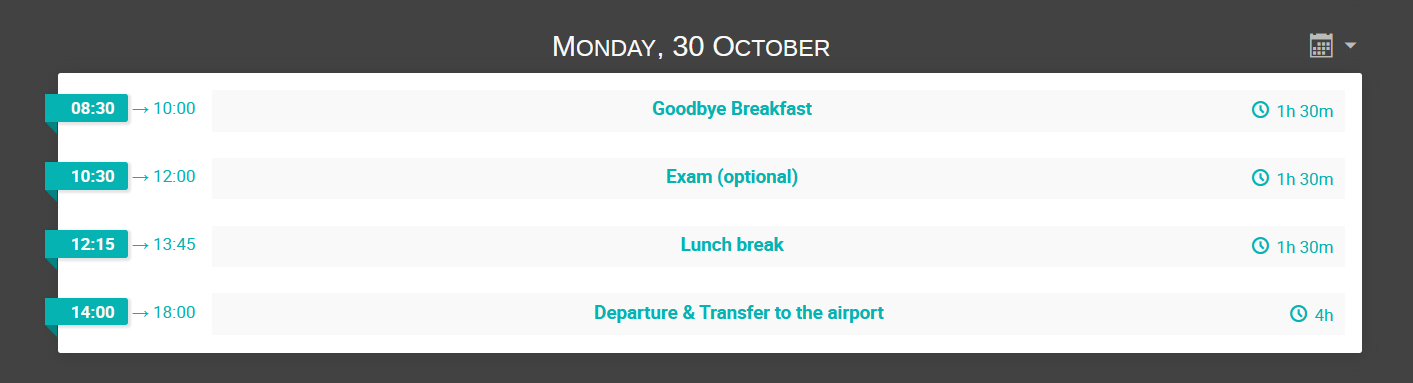 MONDAY, 30 OCTOBER
08:30 → 10:00 Goodbye Breakfast 1h 30m
10:30 → 12:00 Exam (optional) 1h 30m
12:15 → 13:45 Lunch break 1h 30m
14:00 → 18:00 Departure & Transfer to the airport 4h